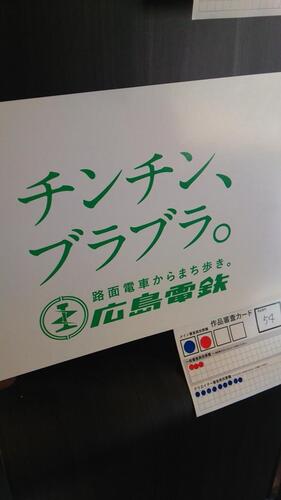 チンチン、
ブラブラ。
路面電車からまち歩き。
広島電鉄
作品審査カード
54